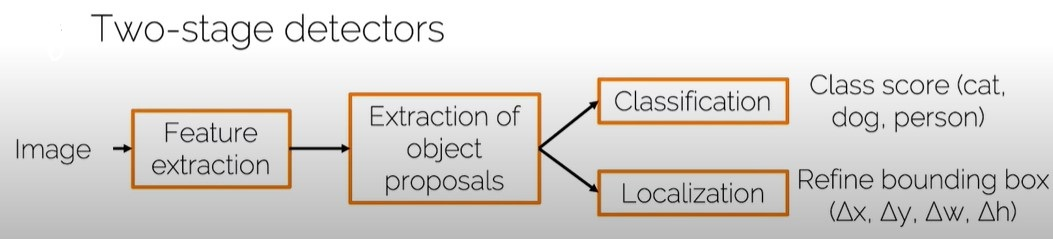 Two-stage detectors
Image
Feature
extraction
Extraction of
object
proposals
Classification
Class score (cat,
dog, person)
Localization
Refine bounding box
(Δx, Δy, Δw, Δh)